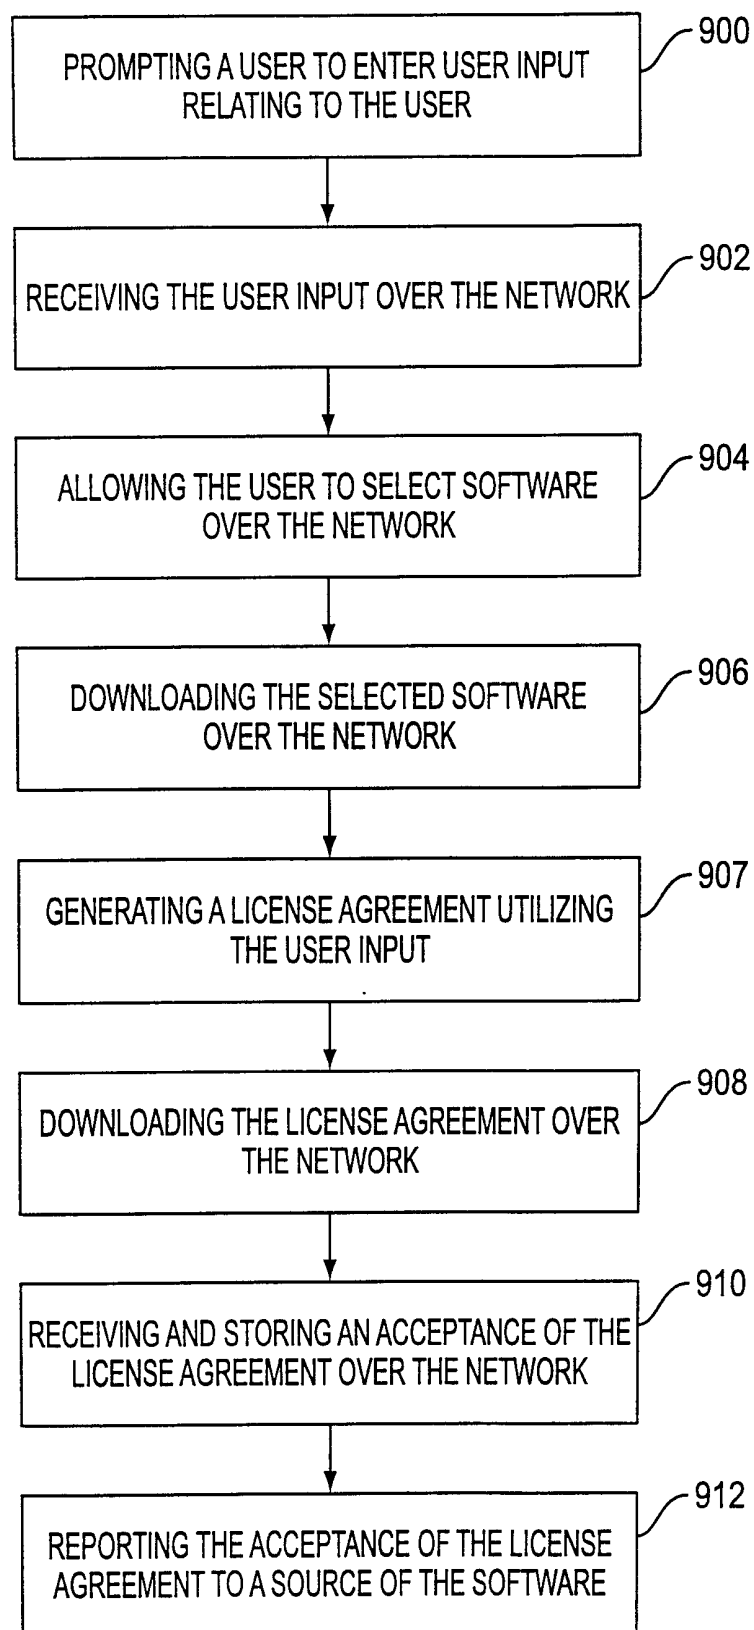 PROMPTING A USER TO ENTER USER INPUT
RELATING TO THE USER
900
RECEIVING THE USER INPUT OVER THE NETWORK
902
ALLOWING THE USER TO SELECT SOFTWARE
OVER THE NETWORK
904
DOWNLOADING THE SELECTED SOFTWARE
OVER THE NETWORK
906
GENERATING A LICENSE AGREEMENT UTILIZING
THE USER INPUT
907
DOWNLOADING THE LICENSE AGREEMENT OVER
THE NETWORK
908
RECEIVING AND STORING AN ACCEPTANCE OF THE
LICENSE AGREEMENT OVER THE NETWORK
910
REPORTING THE ACCEPTANCE OF THE LICENSE
AGREEMENT TO A SOURCE OF THE SOFTWARE
912